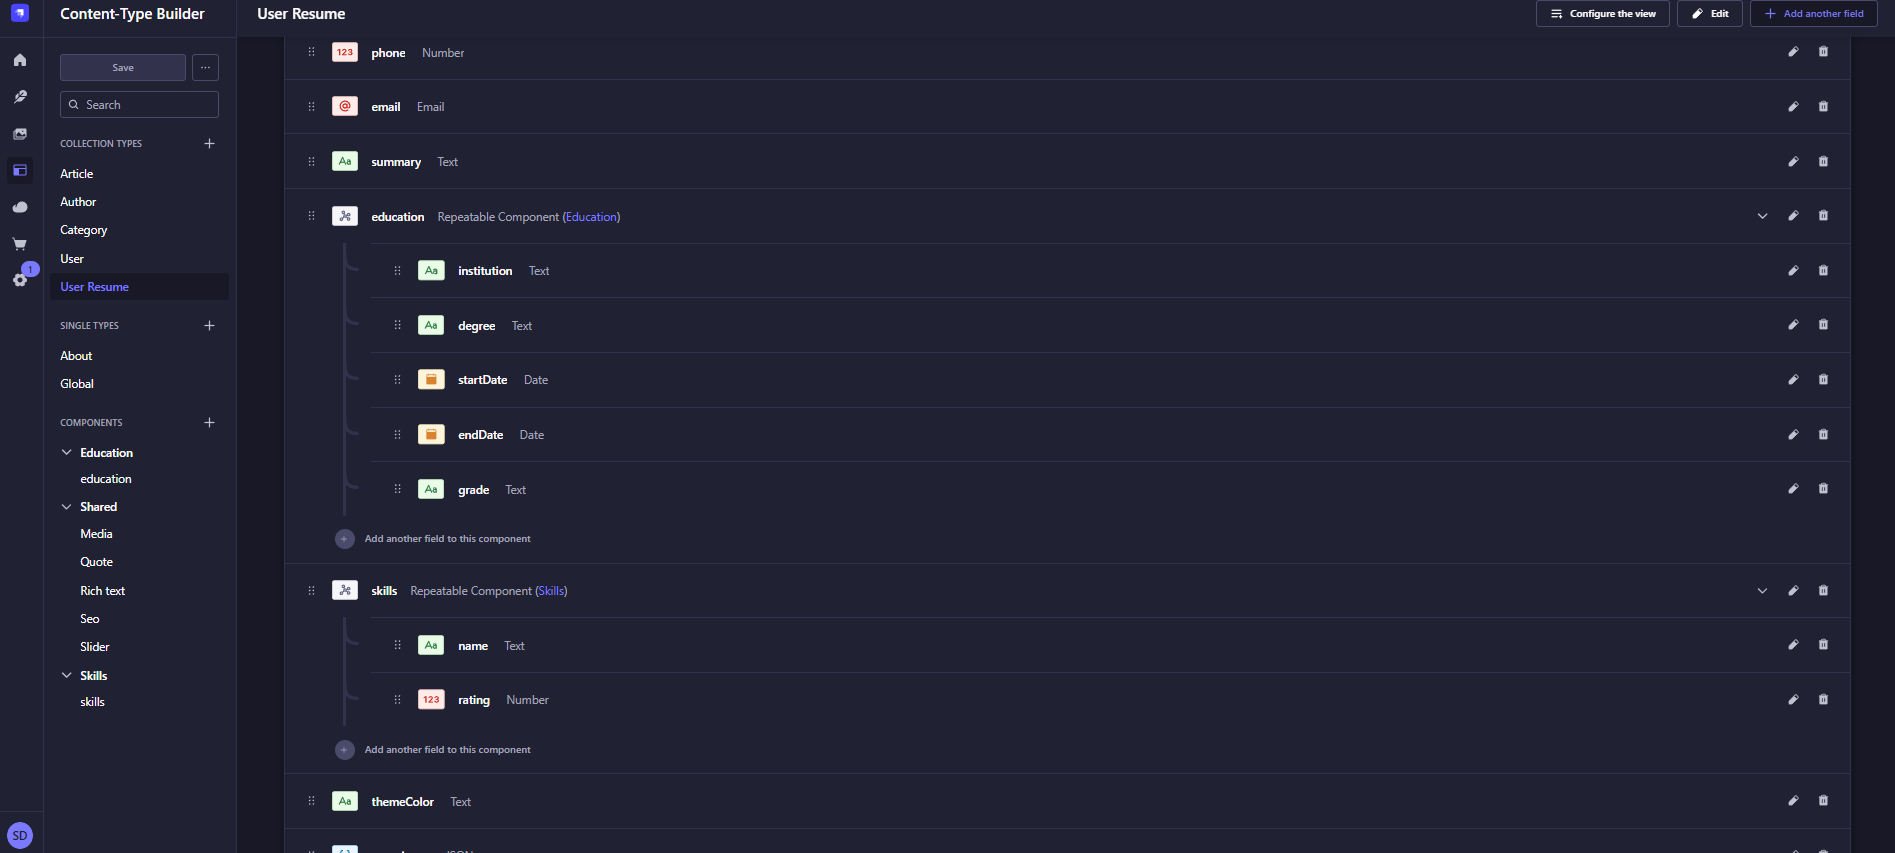 Content-Type Builder
Save
...
Search
COLLECTION TYPES
Article
Author
Category
User
User Resume
SINGLE TYPES
About
Global
COMPONENTS
Education
education
Shared
Media
Quote
Rich text
Seo
Slider
Skills
skills
1
SD
User Resume
Configure the view
Edit
Add another field
123 phone Number
@ email Email
Aa summary Text
education Repeatable Component (Education)
Aa institution Text
Aa degree Text
startDate Date
endDate Date
Aa grade Text
Add another field to this component
skills Repeatable Component (Skills)
Aa name Text
123 rating Number
Add another field to this component
Aa themeColor Text
JSON